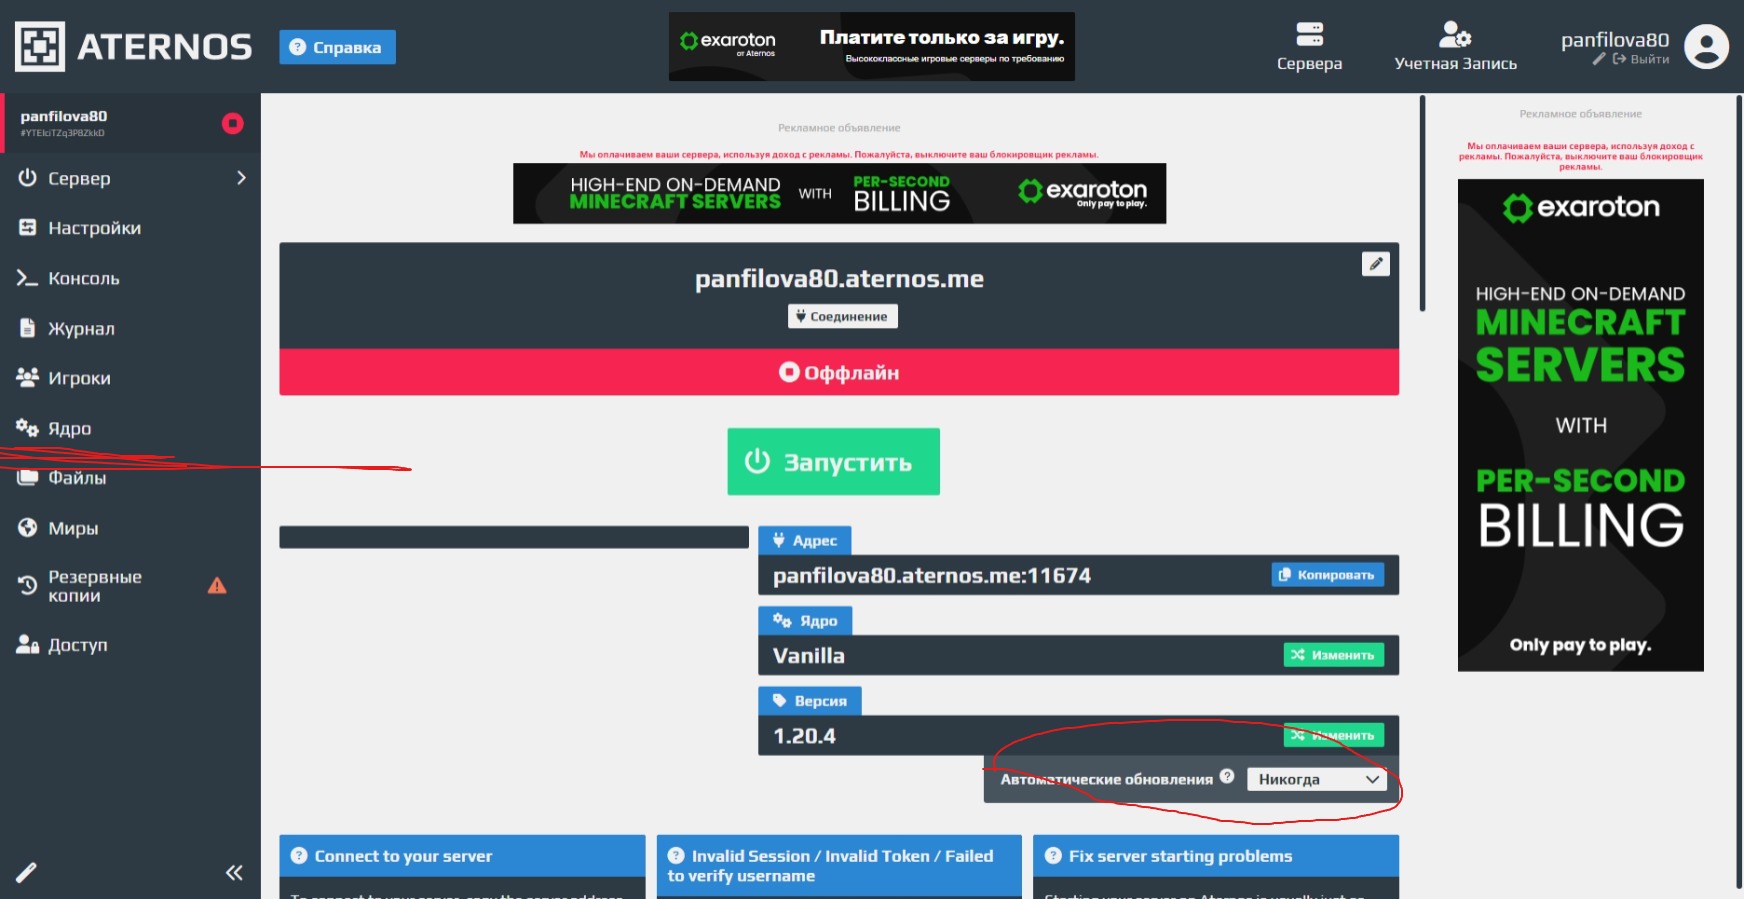 ATERNOS
Справка
exaroton
от Aternos
Платите только за игру.
Высококлассные игровые серверы по требованию
Сервера
Учетная Запись
panfilova80
Выйти
panfilova80
Сервер
Настройки
Консоль
Журнал
Игроки
Ядро
Файлы
Миры
Резервные
копии
Доступ
Рекламное объявление
Мы оплачиваем ваши сервера, используя доход с рекламы. Пожалуйста, выключите ваш блокировщик рекламы.
HIGH-END ON-DEMAND
MINECRAFT SERVERS
WITH
PER-SECOND
BILLING
exaroton
Only pay to play.
panfilova80.aternos.me
Соединение
Оффлайн
Запустить
Адрес
panfilova80.aternos.me:11674
Копировать
Ядро
Vanilla
Изменить
Версия
1.20.4
Изменить
Автоматические обновления
Никогда
Connect to your server
Invalid Session / Invalid Token / Failed
to verify username
Fix server starting problems
Рекламное объявление
Мы оплачиваем ваши сервера, используя доход с
рекламы. Пожалуйста, выключите ваш блокировщик
рекламы.
exaroton
HIGH-END ON-DEMAND
MINECRAFT
SERVERS
WITH
PER-SECOND
BILLING
Only pay to play.